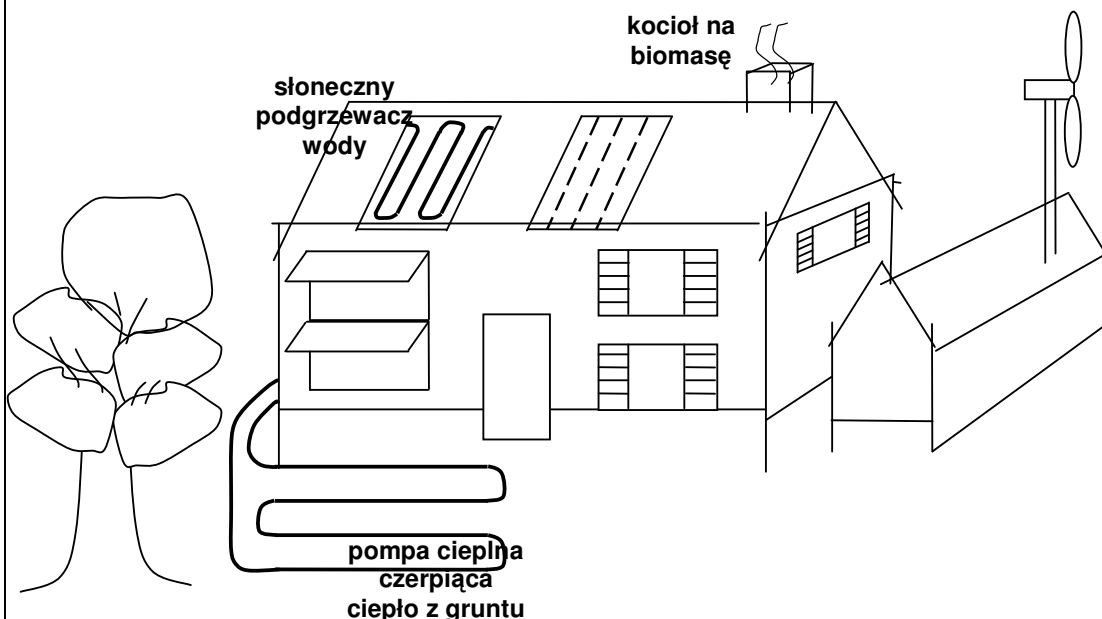 kocioł na
biomasę
słoneczny
podgrzewacz
wody
pompa cieplna
czerpiąca
ciepło z gruntu